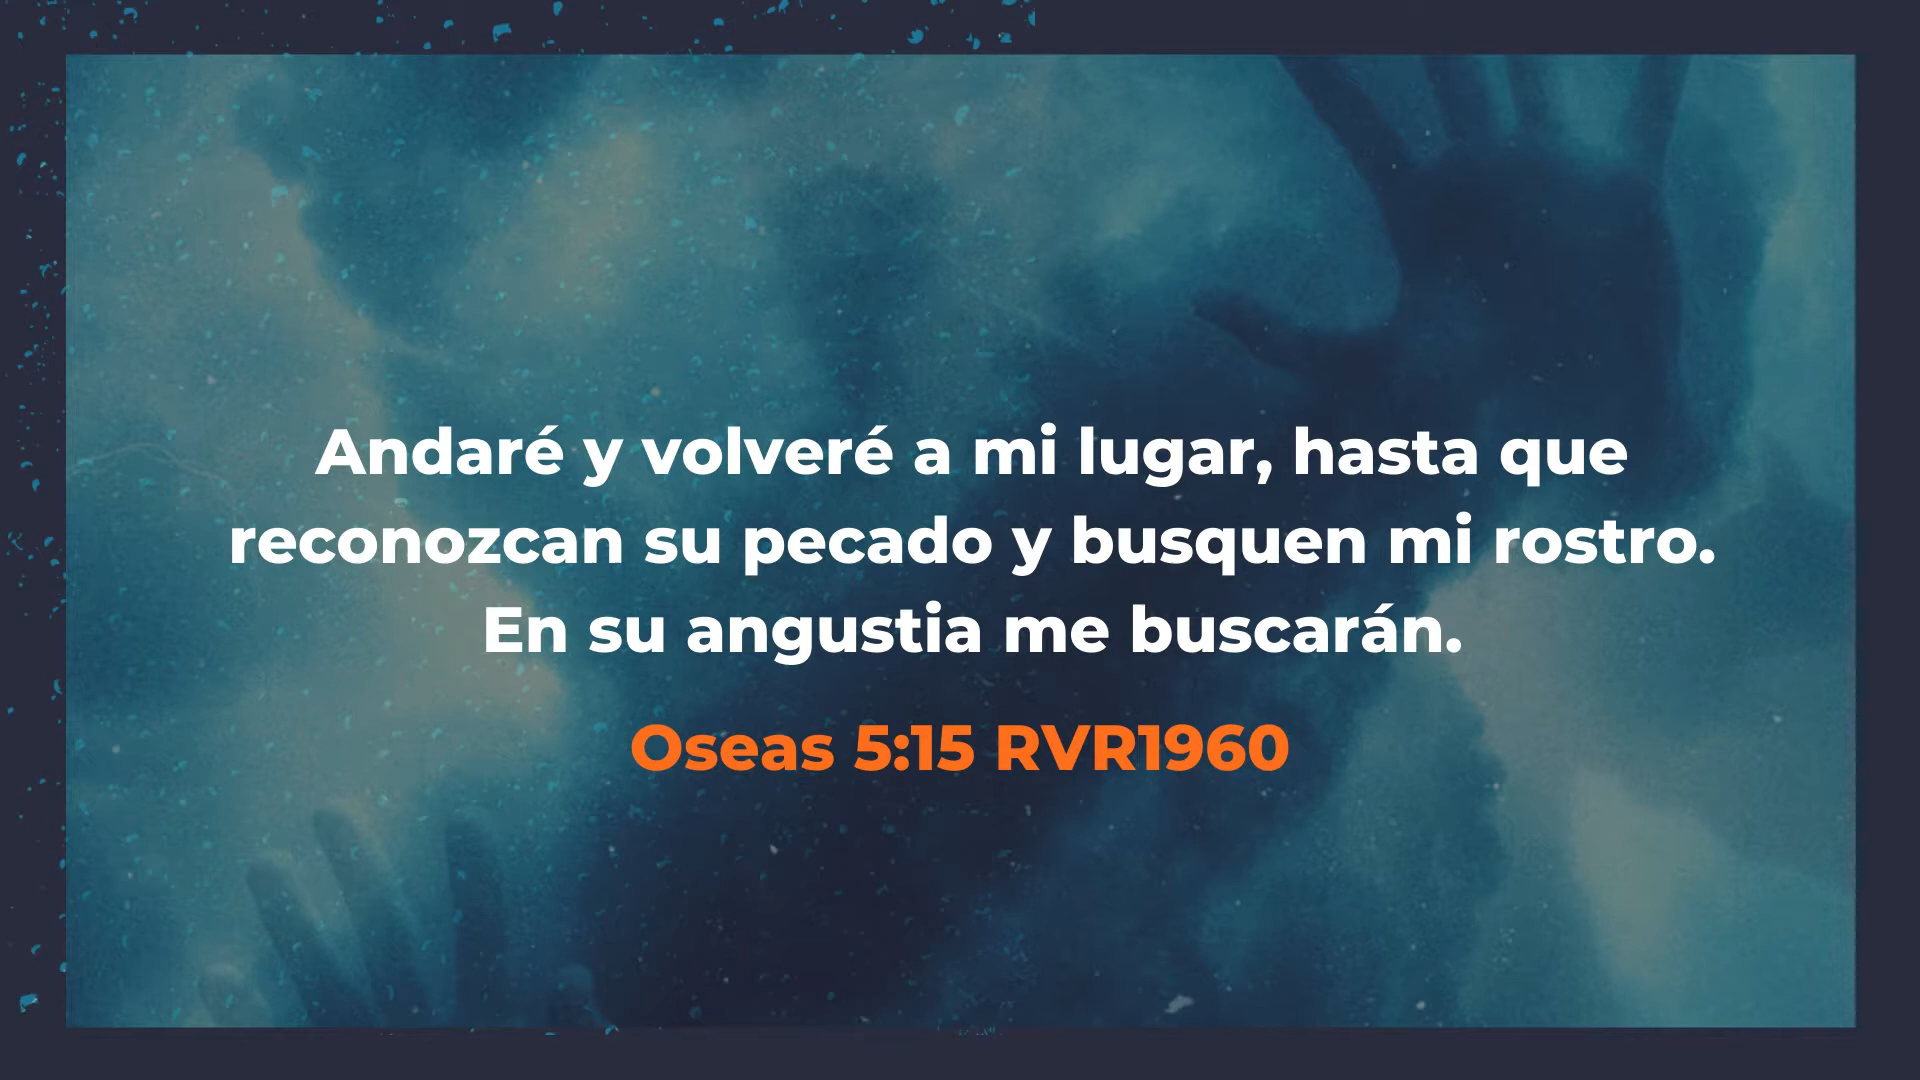 Andaré y volveré a mi lugar, hasta que
reconozcan su pecado y busquen mi rostro.
En su angustia me buscarán.
Oseas 5:15 RVR1960